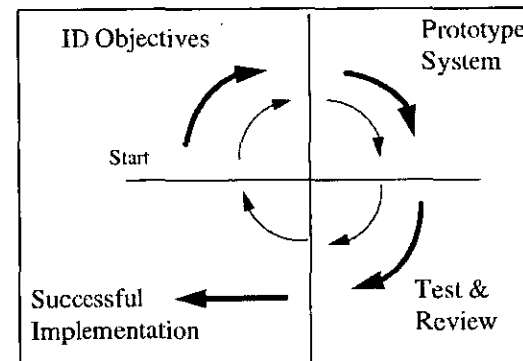 ID Objectives
Prototype
System
Start
Successful
Implementation
Test &
Review